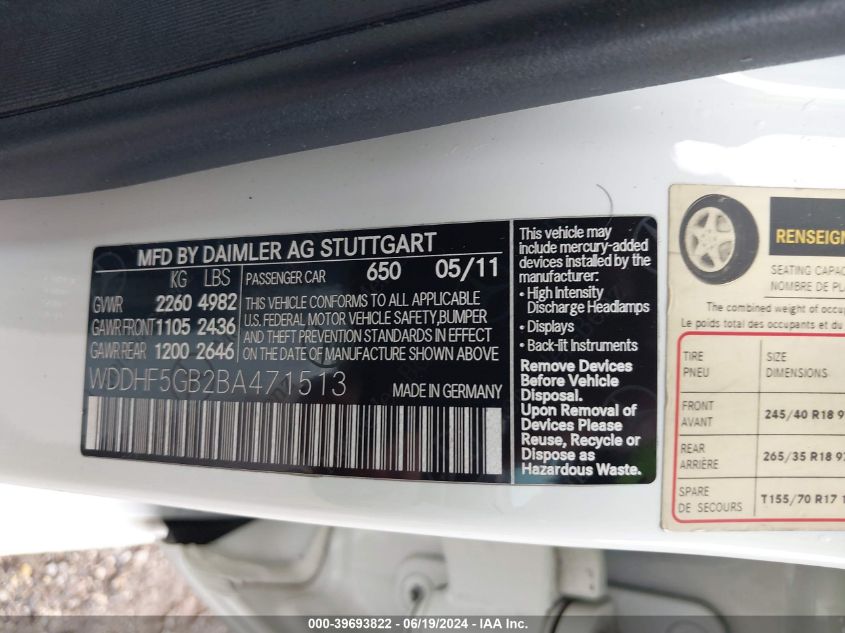 MFD BY DAIMLER AG STUTTGART
KG LBS PASSENGER CAR 650 05/11
GVWR 2260 4982
GAWR FRONT 1105 2436
GAWR REAR 1200 2646
THIS VEHICLE CONFORMS TO ALL APPLICABLE
U.S. FEDERAL MOTOR VEHICLE SAFETY, BUMPER
AND THEFT PREVENTION STANDARDS IN EFFECT
ON THE DATE OF MANUFACTURE SHOWN ABOVE
WDDHF5GB2BA471513
MADE IN GERMANY
This vehicle may
include mercury-added
devices installed by the
manufacturer:
• High Intensity
Discharge Headlamps
• Displays
• Back-lit Instruments
Remove Devices
Before Vehicle
Disposal.
Upon Removal of
Devices Please
Reuse, Recycle or
Dispose as
Hazardous Waste.
SEATING
NOMBRE DE
The combined weight of
Le poids total des occupants et du
TIRE SIZE
PNEU DIMENSIONS
FRONT
AVANT
245/40 R18
REAR
ARRIÈRE
265/35 R18
SPARE
DE SECOURS
T155/70 R17
000-39693822 - 06/19/2024 - IAA Inc.